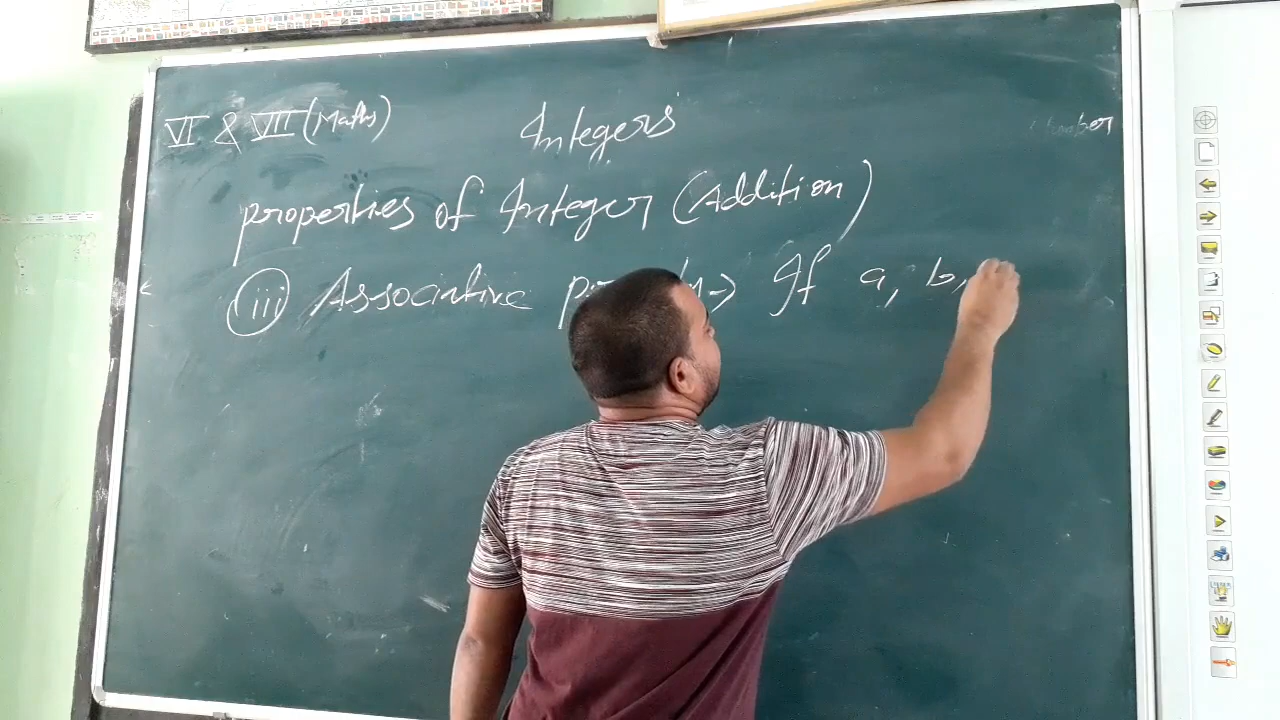 VI & VII (Maths)
Integers
properties of Integer (Addition)
(iii) Associative -> If a, b,